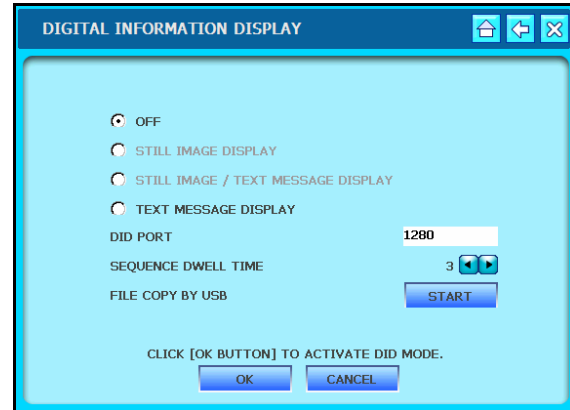 DIGITAL INFORMATION DISPLAY
OFF
STILL IMAGE DISPLAY
STILL IMAGE / TEXT MESSAGE DISPLAY
TEXT MESSAGE DISPLAY
DID PORT 1280
SEQUENCE DWELL TIME 3
FILE COPY BY USB START
CLICK [OK BUTTON] TO ACTIVATE DID MODE.
OK CANCEL